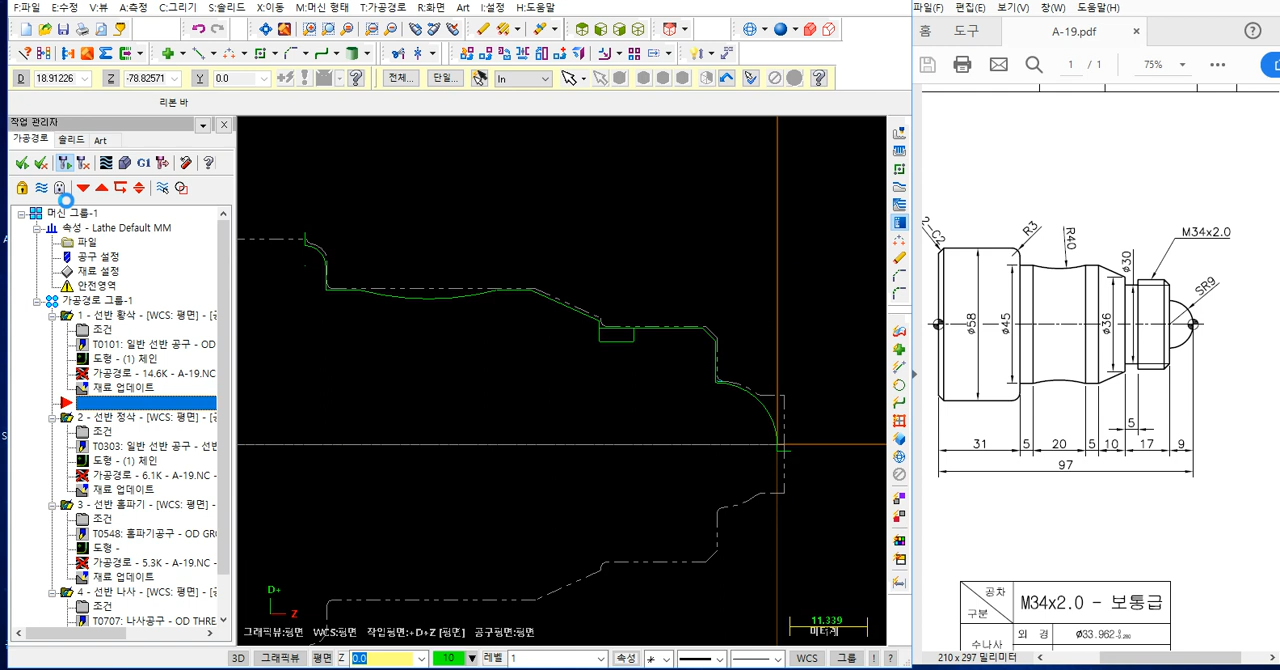 F:파일 E:수정 V:뷰 A:측정 C:그리기 S:솔리드 X:이동 M:머신 형태 T:가공경로 R:화면 Art I:설정 H:도움말
D 18.91226 Z -78.82571 Y 0.0 전체... 단일... In
리본 바
작업 관리자
가공경로 솔리드 Art
G1
머신 그룹-1
속성 - Lathe Default MM
파일
공구 설정
재료 설정
안전영역
가공경로 그룹-1
1 - 선반 황삭 - [WCS: 평면] -
조건
T0101: 일반 선반 공구 - OD
도형 - (1) 체인
가공경로 - 14.6K - A-19.NC
재료 업데이트
2 - 선반 정삭 - [WCS: 평면] -
조건
T0303: 일반 선반 공구 - 선반
도형 - (1) 체인
가공경로 - 6.1K - A-19.NC -
재료 업데이트
3 - 선반 홈파기 - [WCS: 평면] -
조건
T0548: 홈파기공구 - OD GR
도형 -
가공경로 - 5.3K - A-19.NC -
재료 업데이트
4 - 선반 나사 - [WCS: 평면] -
조건
T0707: 나사공구 - OD THRE
D+
Z
그래픽뷰:평면 WCS:평면 작업평면:+D+Z [평면] 공구평면:평면
11.339
미터계
3D 그래픽뷰 평면 Z 0.0 10 레벨 1 속성 WCS 그룹 ! ?
파일(F) 편집(E) 보기(V) 창(W) 도움말(H)
홈 도구 A-19.pdf ×
1 / 1 75%
2-C2
R3
R40
M34x2.0
ø30
SR9
ø58
ø45
ø36
5
31 5 20 5 10 17 9
97
공차
구분
M34x2.0 - 보통급
수나사
외 경
ø33.962
210 x 297 밀리미터